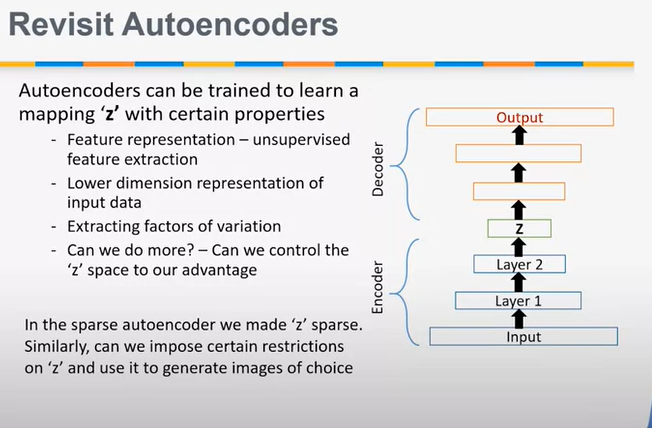 Revisit Autoencoders
Autoencoders can be trained to learn a
mapping ‘z’ with certain properties
- Feature representation – unsupervised
feature extraction
- Lower dimension representation of
input data
- Extracting factors of variation
- Can we do more? – Can we control the
‘z’ space to our advantage
In the sparse autoencoder we made ‘z’ sparse.
Similarly, can we impose certain restrictions
on ‘z’ and use it to generate images of choice
Decoder
Encoder
Output
z
Layer 2
Layer 1
Input